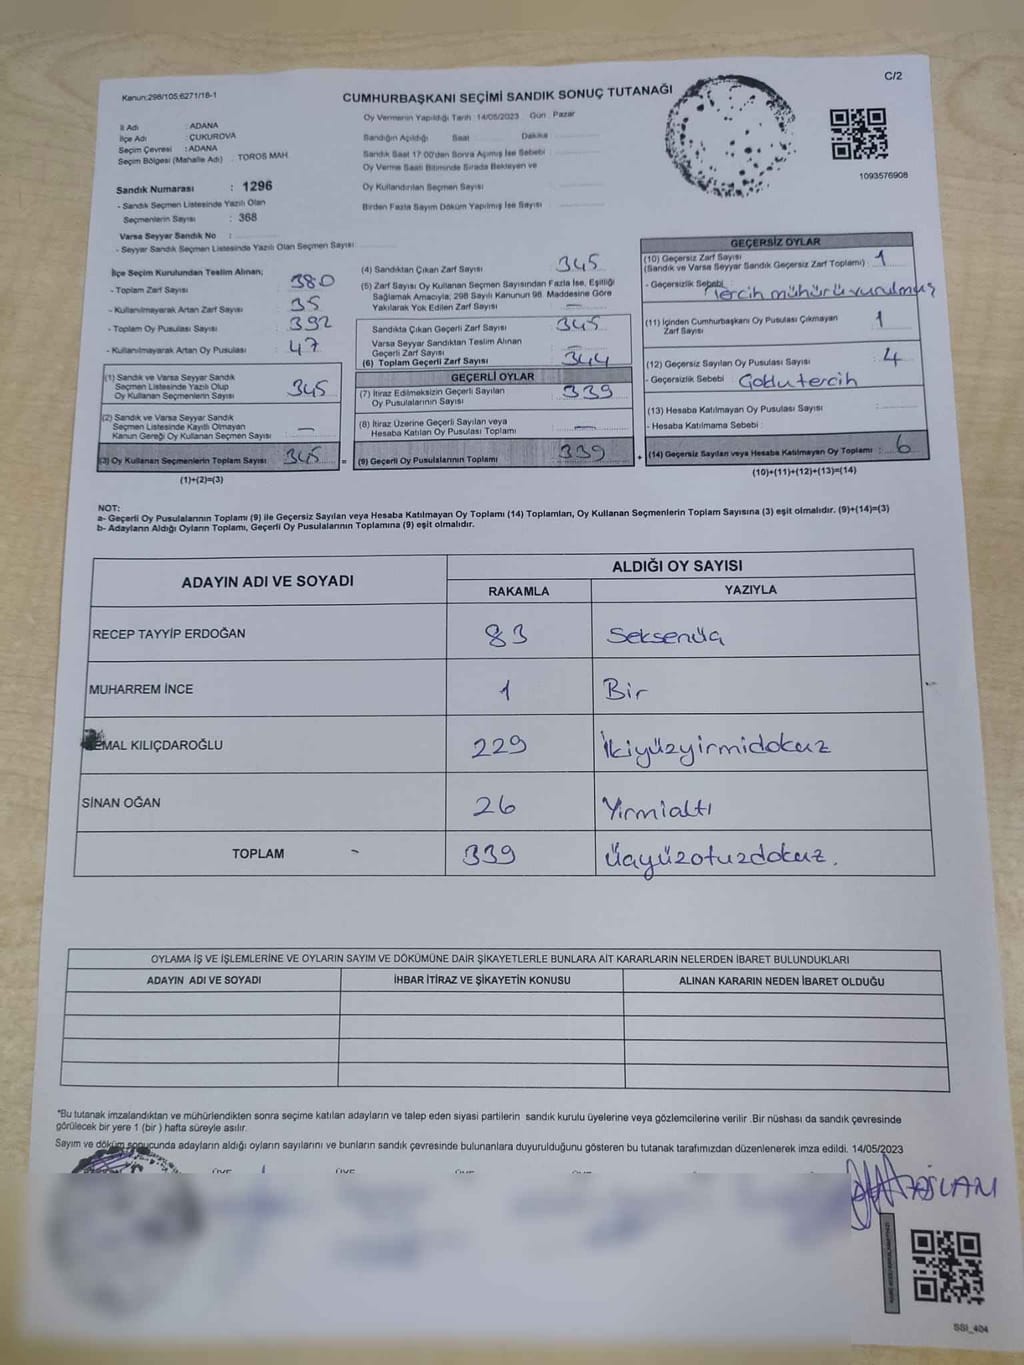 C/2
Kanun:298/105;6271/18-1
CUMHURBAŞKANI SEÇİMİ SANDIK SONUÇ TUTANAĞI
İl Adı : ADANA
İlçe Adı : ÇUKUROVA
Seçim Çevresi : ADANA
Seçim Bölgesi (Mahalle Adı) : TOROS MAH
Sandık Numarası : 1296
- Sandık Seçmen Listesinde Yazılı Olan
Seçmenlerin Sayısı : 368
Varsa Seyyar Sandık No :
- Seyyar Sandık Seçmen Listesinde Yazılı Olan Seçmen Sayısı
Oy Vermenin Yapıldığı Tarih :14/05/2023 Gün : Pazar
Sandığın Açıldığı Saat Dakika
Sandık Saat 17.00'den Sonra Açılmış İse Sebebi
Oy Verme Saati Bitiminde Sırada Bekleyen ve
Oy Kullandırılan Seçmen Sayısı
Birden Fazla Sayım Döküm Yapılmış İse Sayısı
1093576908
İlçe Seçim Kurulundan Teslim Alınan;
- Toplam Zarf Sayısı 380
- Kullanılmayarak Artan Zarf Sayısı 35
- Toplam Oy Pusulası Sayısı 392
- Kullanılmayarak Artan Oy Pusulası 47
(1) Sandık ve Varsa Seyyar Sandık
Seçmen Listesinde Yazılı Olup
Oy Kullanan Seçmenlerin Sayısı 345
(2) Sandık ve Varsa Seyyar Sandık
Seçmen Listesinde Kayıtlı Olmayan
Kanun Gereği Oy Kullanan Seçmen Sayısı —
(3) Oy Kullanan Seçmenlerin Toplam Sayısı 345
(1)+(2)=(3)
(4) Sandıktan Çıkan Zarf Sayısı 345
(5) Zarf Sayısı Oy Kullanan Seçmen Sayısından Fazla İse, Eşitliği
Sağlamak Amacıyla; 298 Sayılı Kanunun 98. Maddesine Göre
Yakılarak Yok Edilen Zarf Sayısı —
Sandıkta Çıkan Geçerli Zarf Sayısı 345
Varsa Seyyar Sandıktan Teslim Alınan
Geçerli Zarf Sayısı —
(6) Toplam Geçerli Zarf Sayısı 344
GEÇERLİ OYLAR
(7) İtiraz Edilmeksizin Geçerli Sayılan
Oy Pusulalarının Sayısı 339
(8) İtiraz Üzerine Geçerli Sayılan veya
Hesaba Katılan Oy Pusulası Toplamı —
= (9) Geçerli Oy Pusulalarının Toplamı 339
GEÇERSİZ OYLAR
(10) Geçersiz Zarf Sayısı
(Sandık ve Varsa Seyyar Sandık Geçersiz Zarf Toplamı) : 1
- Geçersizlik Sebebi Tercih mühürü vurulmuş
(11) İçinden Cumhurbaşkanı Oy Pusulası Çıkmayan
Zarf Sayısı 1
(12) Geçersiz Sayılan Oy Pusulası Sayısı 4
- Geçersizlik Sebebi Çoklu tercih
(13) Hesaba Katılmayan Oy Pusulası Sayısı :
- Hesaba Katılmama Sebebi :
+ (14) Geçersiz Sayılan veya Hesaba Katılmayan Oy Toplamı : 6
(10)+(11)+(12)+(13)=(14)
NOT:
a- Geçerli Oy Pusulalarının Toplamı (9) ile Geçersiz Sayılan ve Hesaba Katılmayan Oy Toplamı (14) Toplamları, Oy Kullanan Seçmenlerin Toplam Sayısına (3) eşit olmalıdır. (9)+(14)=(3)
b- Adayların Aldığı Oyların Toplamı, Geçerli Oy Pusulalarının Toplamına (9) eşit olmalıdır.
ADAYIN ADI VE SOYADI ALDIĞI OY SAYISI
RAKAMLA YAZIYLA
RECEP TAYYİP ERDOĞAN 83 Seksenüç
MUHARREM İNCE 1 Bir
KEMAL KILIÇDAROĞLU 229 İkiyüzyirmidokuz
SİNAN OĞAN 26 Yirmialtı
TOPLAM 339 Üçyüzotuzdokuz.
OYLAMA İŞ VE İŞLEMLERİNE VE OYLARIN SAYIM VE DÖKÜMÜNE DAİR ŞİKAYETLERLE BUNLARA AİT KARARLARIN NELERDEN İBARET BULUNDUKLARI
ADAYIN ADI VE SOYADI İHBAR İTİRAZ VE ŞİKAYETİN KONUSU ALINAN KARARIN NEDEN İBARET OLDUĞU
*Bu tutanak imzalandıktan ve mühürlendikten sonra seçime katılan adayların ve talep eden siyasi partilerin sandık kurulu üyelerine veya gözlemcilerine verilir .Bir nüshası da sandık çevresinde
görülecek bir yere 1 (bir ) hafta süreyle asılır.
Sayım ve döküm sonucunda adayların aldığı oyların sayılarını ve bunların sandık çevresinde bulunanlara duyurulduğunu gösteren bu tutanak tarafımızdan düzenlenerek imza edildi. 14/05/2023
SSI_404